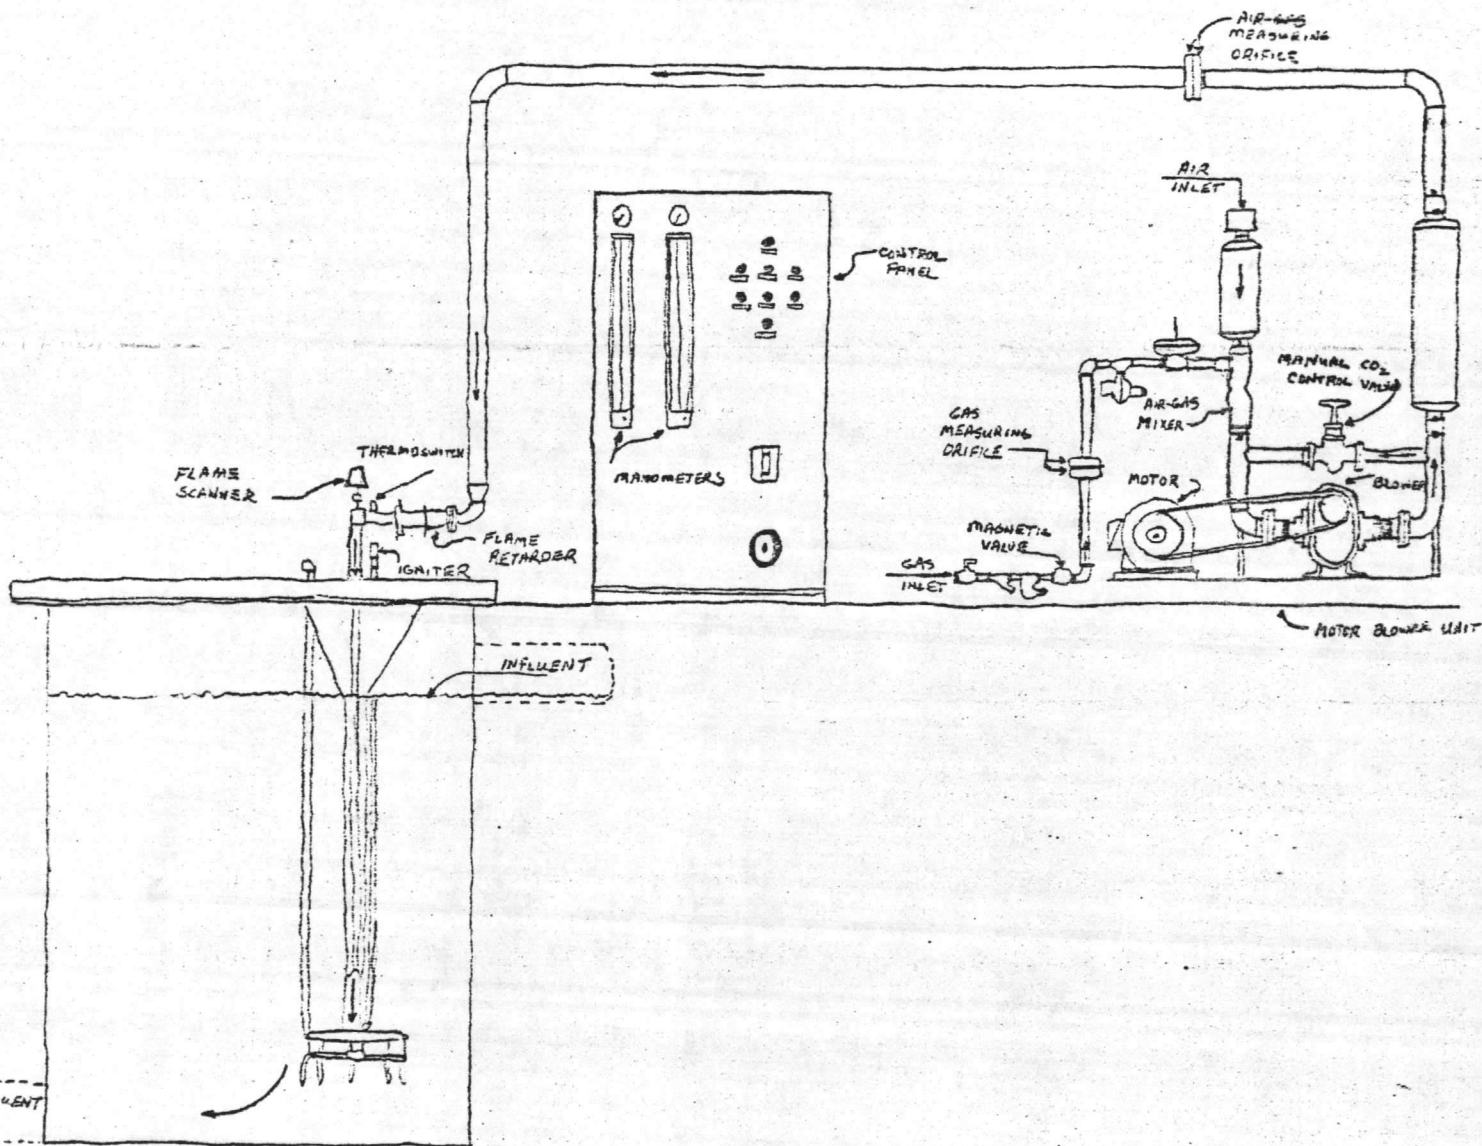 AIR-GAS
MEASURING
ORIFICE
AIR
INLET
CONTROL
PANEL
MANUAL CO2
CONTROL VALVE
AIR-GAS
MIXER
GAS
MEASURING
ORIFICE
BLOWER
MOTOR
THERMOSWITCH
FLAME
SCANNER
MANOMETERS
MAGNETIC
VALVE
FLAME
RETARDER
IGNITER
GAS
INLET
MOTOR BLOWER UNIT
INFLUENT
UENT